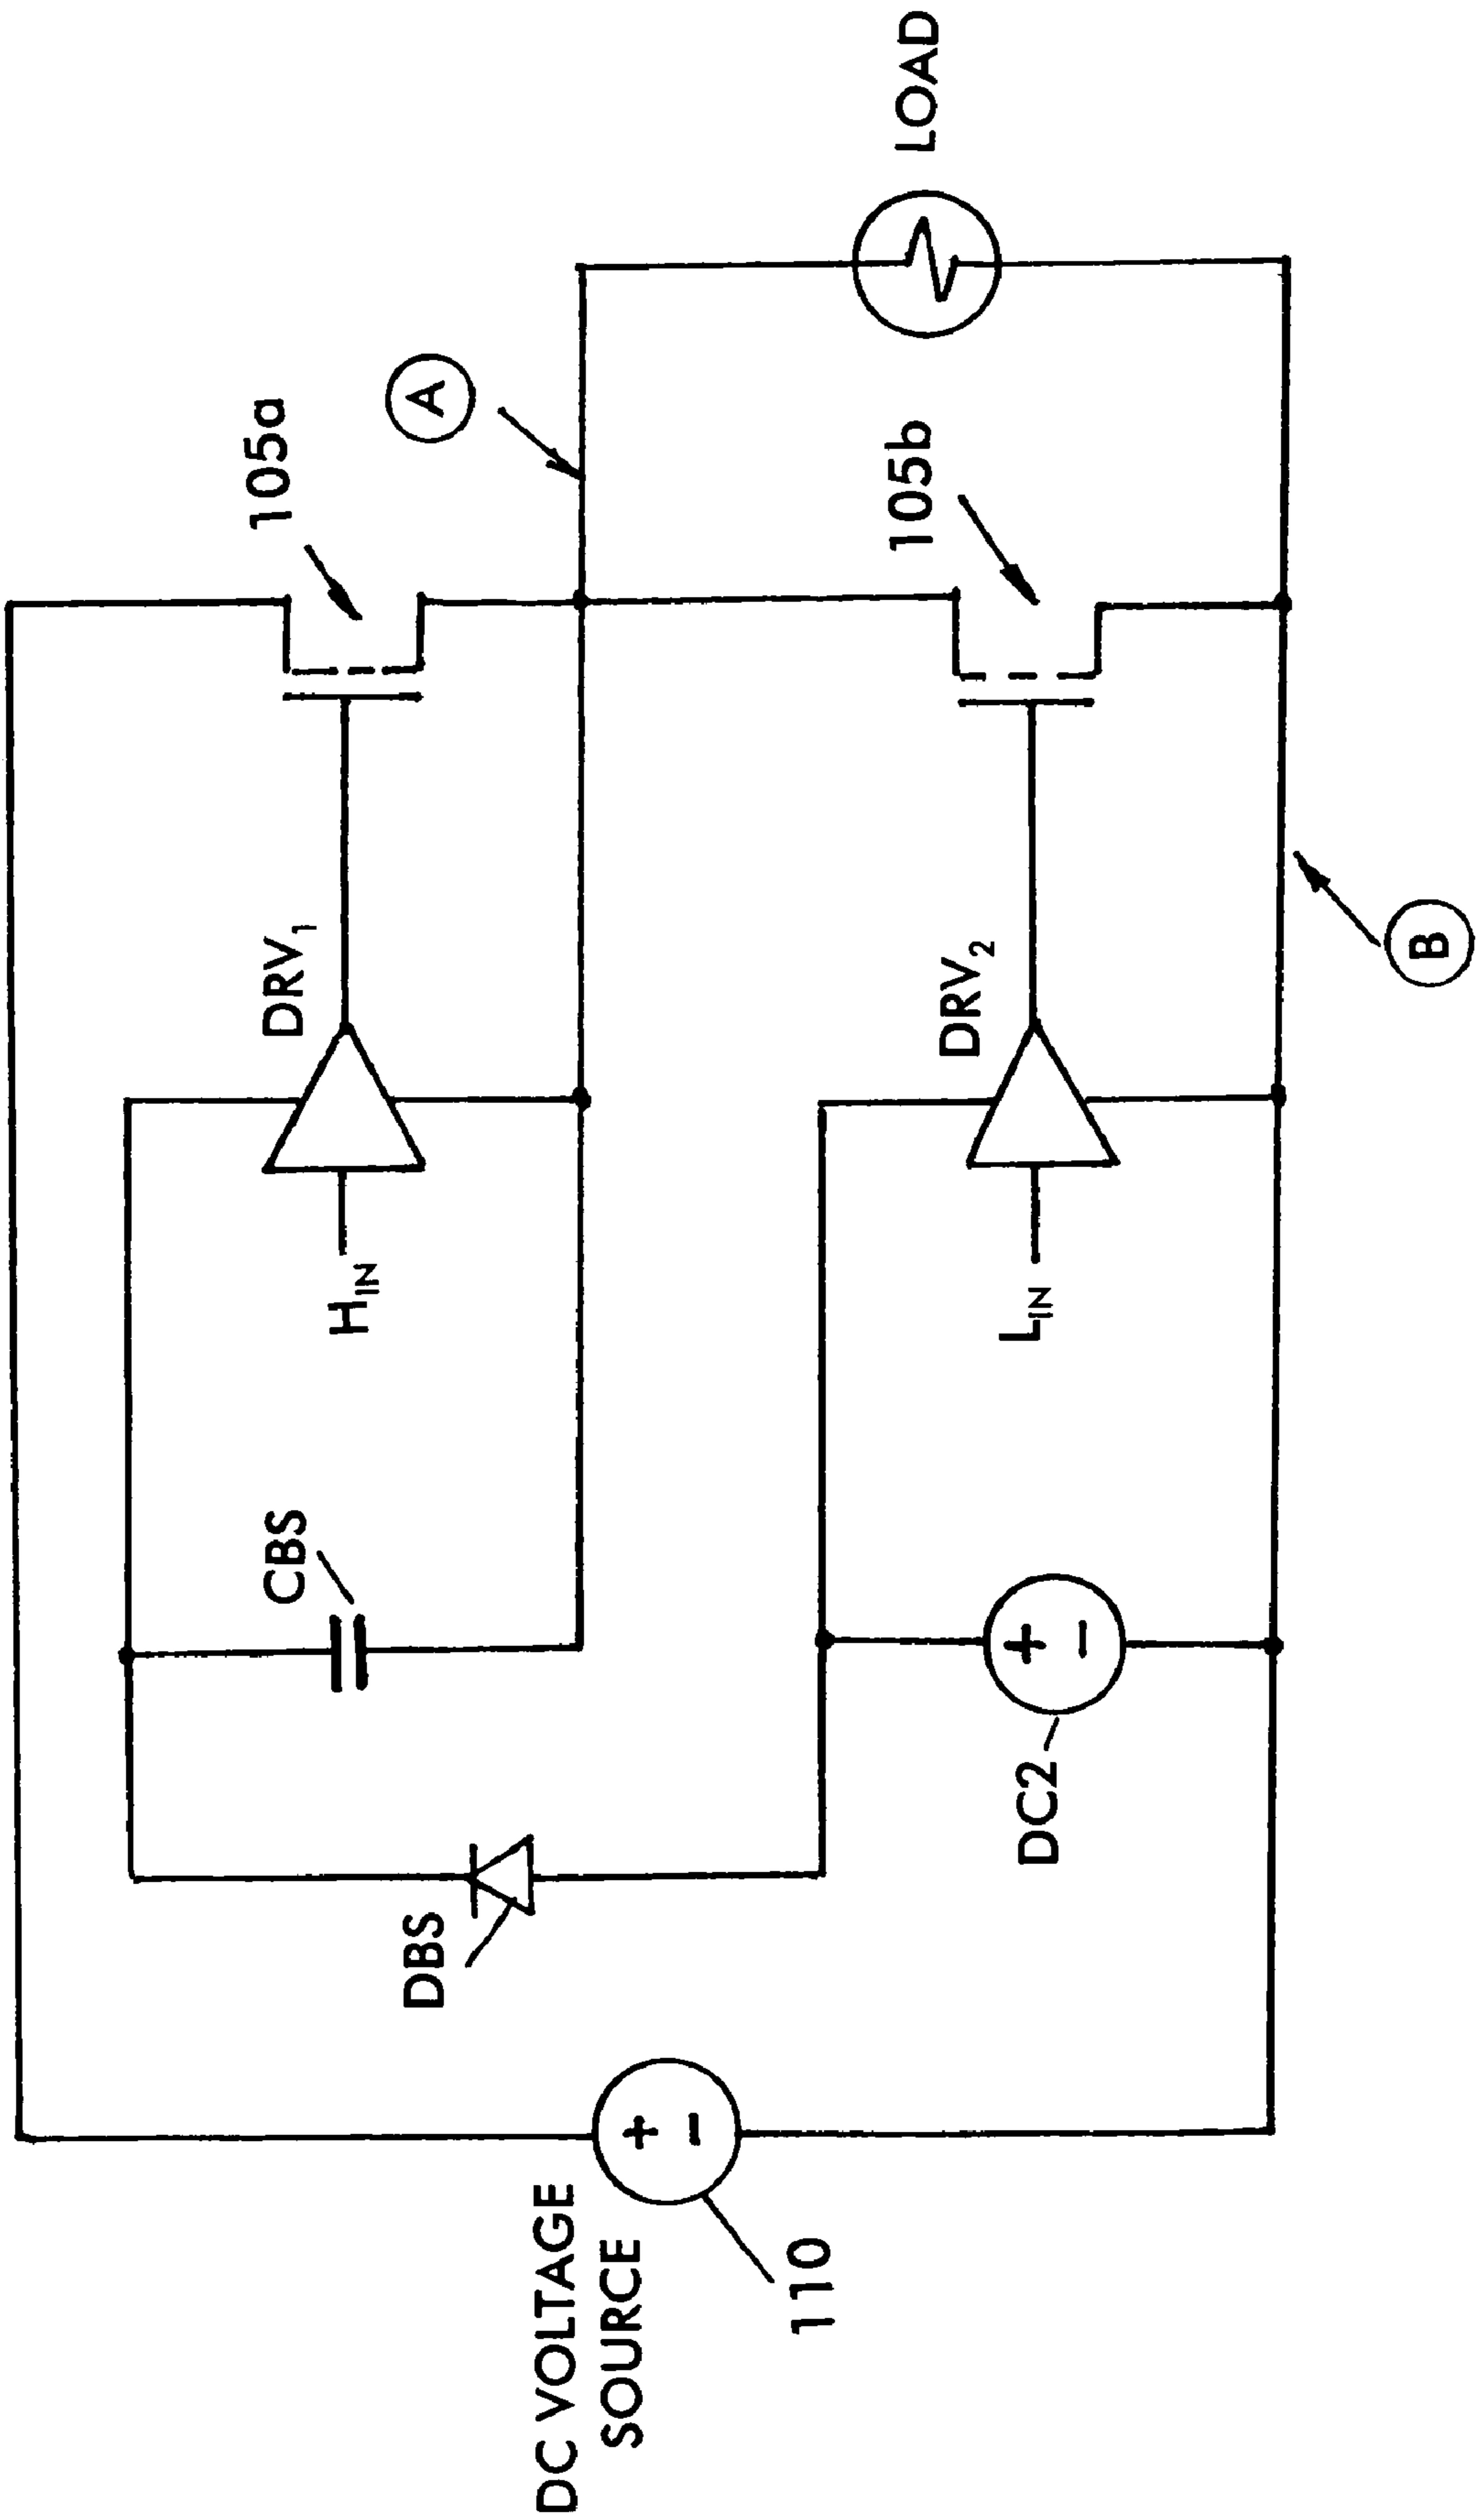 105a
A
DRV1
HIN
CBS
DBS
DC VOLTAGE
SOURCE
+
-
110
105b
LOAD
DRV2
LIN
DC2
+
-
B